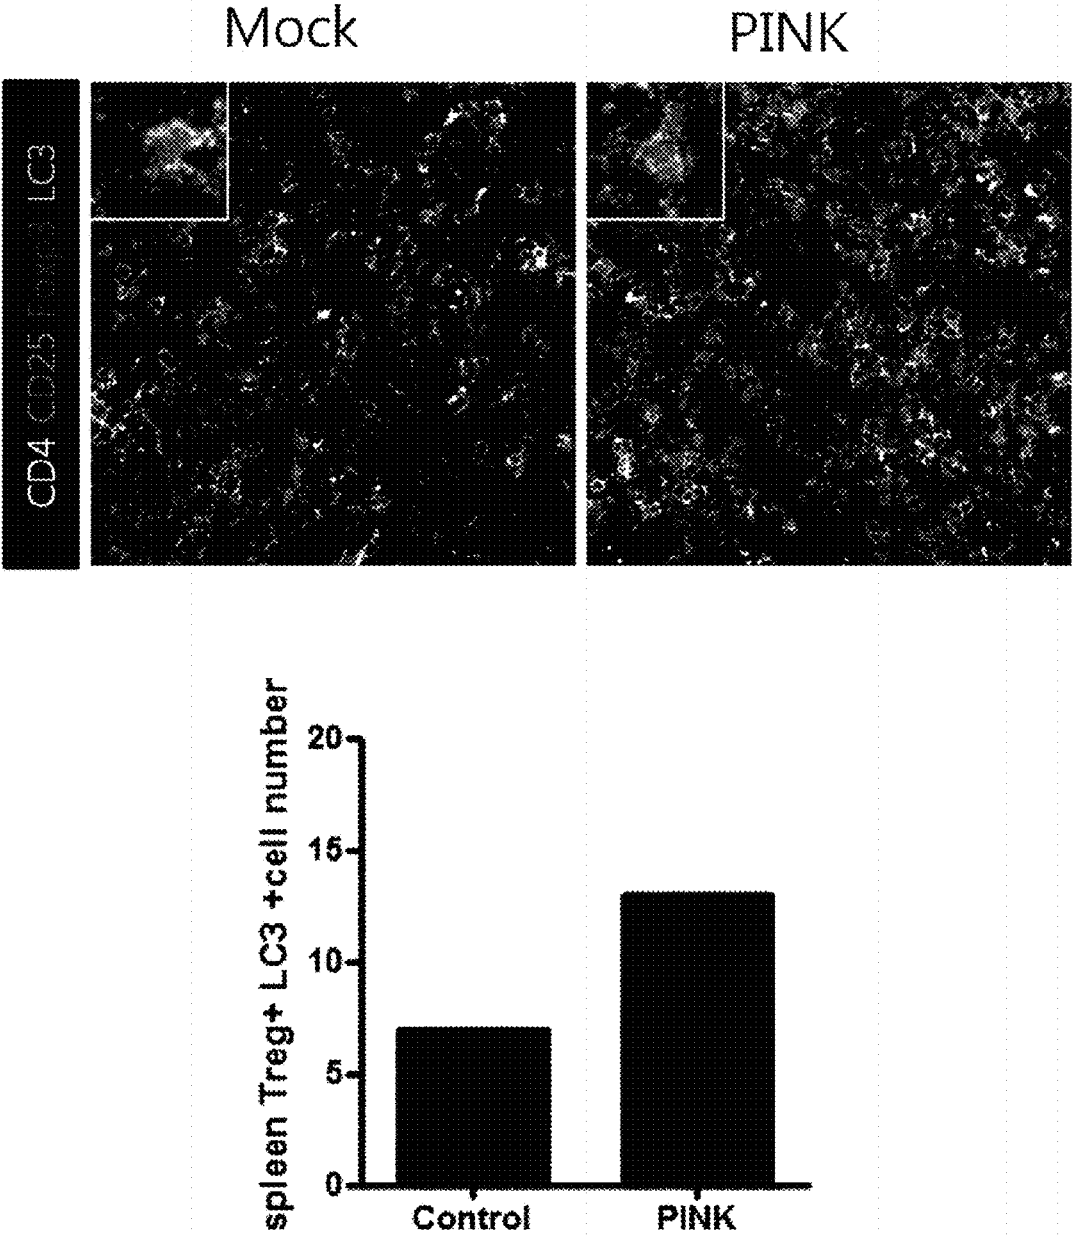 Mock
PINK
CD4 CD25 LC3
spleen Treg+ LC3 +cell number
20
15
10
5
0
Control
PINK